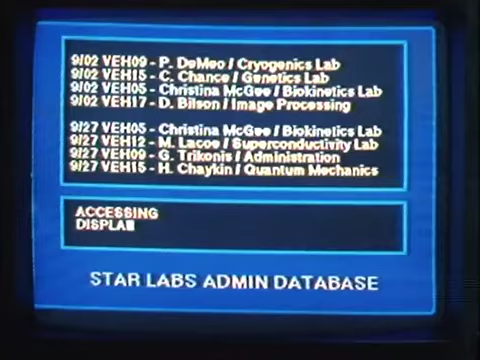 9/02 VEH09 - P. DeMeo / Cryogenics Lab
9/02 VEH15 - C. Chance / Genetics Lab
9/02 VEH05 - Christina McGee / Biokinetics Lab
9/02 VEH17 - D. Bilson / Image Processing
9/27 VEH05 - Christina McGee / Biokinetics Lab
9/27 VEH12 - M. Lacoe / Superconductivity Lab
9/27 VEH09 - G. Trikonis / Administration
9/27 VEH15 - H. Chaykin / Quantum Mechanics
ACCESSING
DISPLA
STAR LABS ADMIN DATABASE